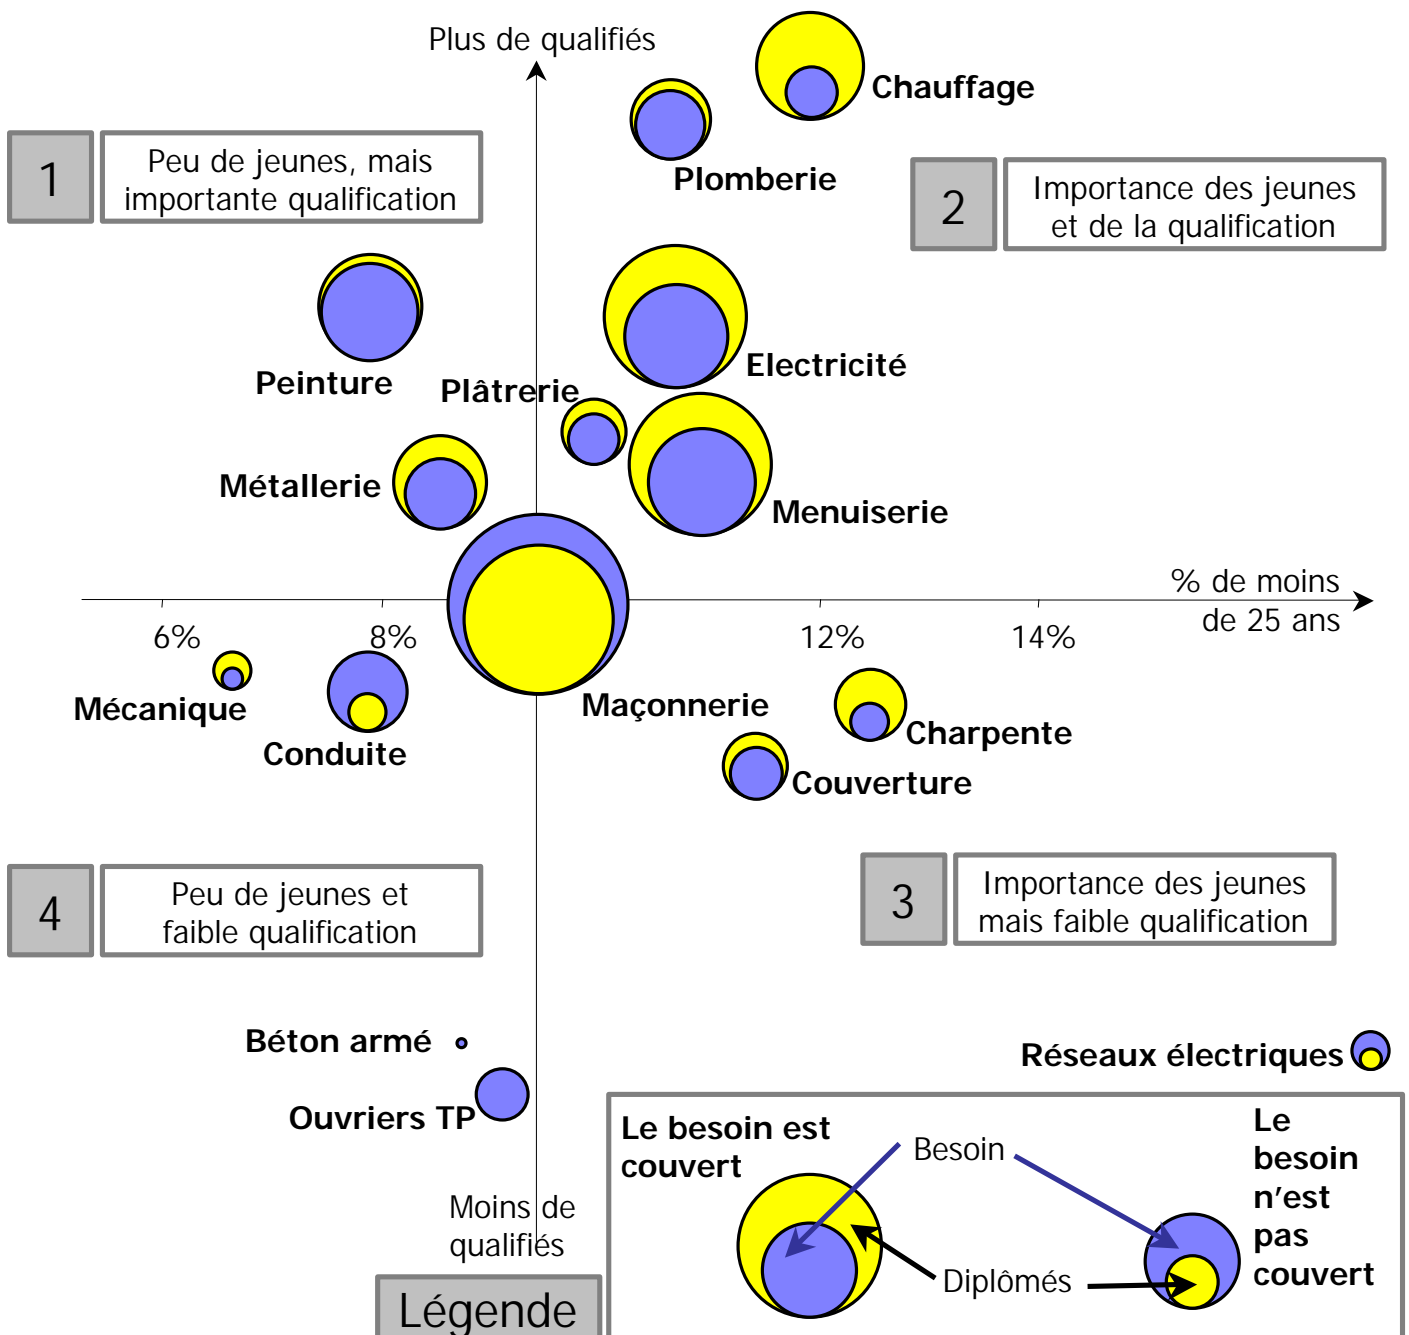 Plus de qualifiés
Chauffage
Plomberie
1
Peu de jeunes, mais
importante qualification
2
Importance des jeunes
et de la qualification
Peinture
Plâtrerie
Electricité
Métallerie
Menuiserie
% de moins
de 25 ans
6%
8%
12%
14%
Mécanique
Conduite
Maçonnerie
Charpente
Couverture
4
Peu de jeunes et
faible qualification
3
Importance des jeunes
mais faible qualification
Béton armé
Réseaux électriques
Ouvriers TP
Moins de
qualifiés
Légende
Le besoin est
couvert
Besoin
Diplômés
Le
besoin
n'est
pas
couvert